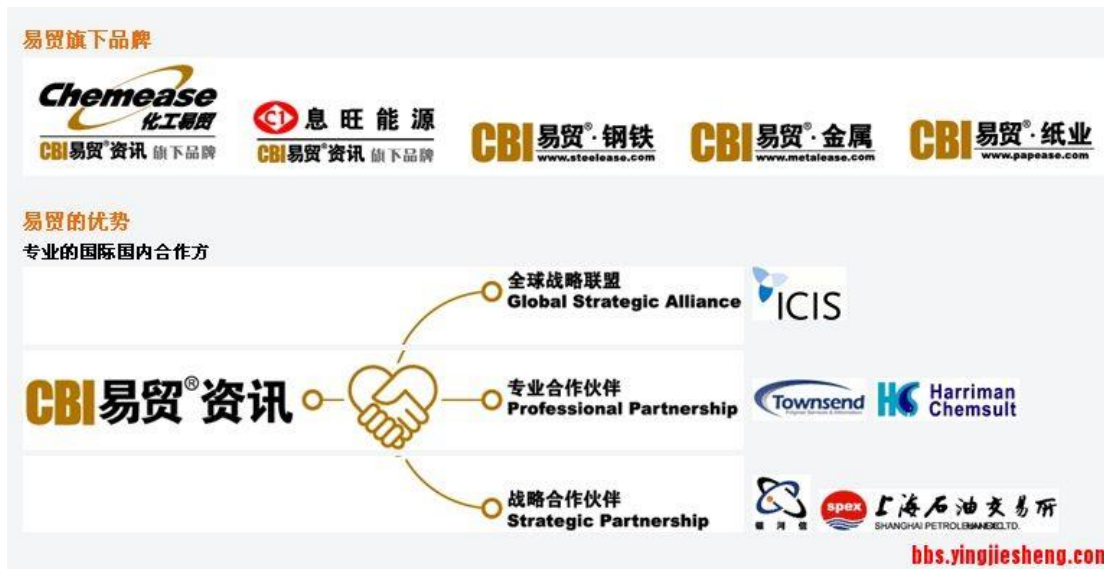 易贸旗下品牌
Chemease
化工易贸
CBI易贸®资讯 旗下品牌
C1 息旺能源
CBI易贸®资讯 旗下品牌
CBI易贸®·钢铁
www.steelease.com
CBI易贸®·金属
www.metalease.com
CBI易贸®·纸业
www.papease.com
易贸的优势
专业的国际国内合作方
全球战略联盟
Global Strategic Alliance
ICIS
CBI易贸®资讯
专业合作伙伴
Professional Partnership
Townsend
Harriman
Chemsult
战略合作伙伴
Strategic Partnership
银河信
spex 上海石油交易所
SHANGHAI PETROLEUM
bbs.yingjiesheng.com